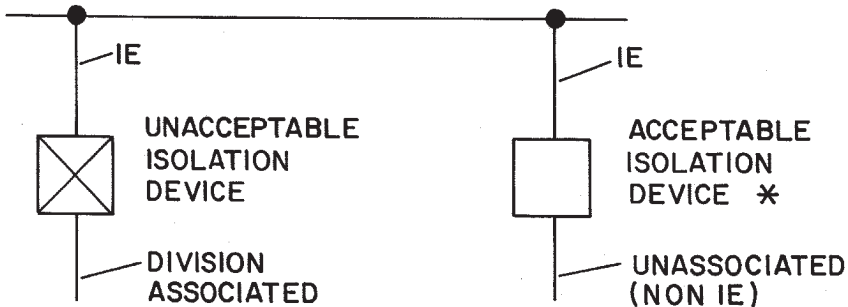 IE
IE
UNACCEPTABLE
ISOLATION
DEVICE
ACCEPTABLE
ISOLATION
DEVICE *
DIVISION
ASSOCIATED
UNASSOCIATED
(NON IE)